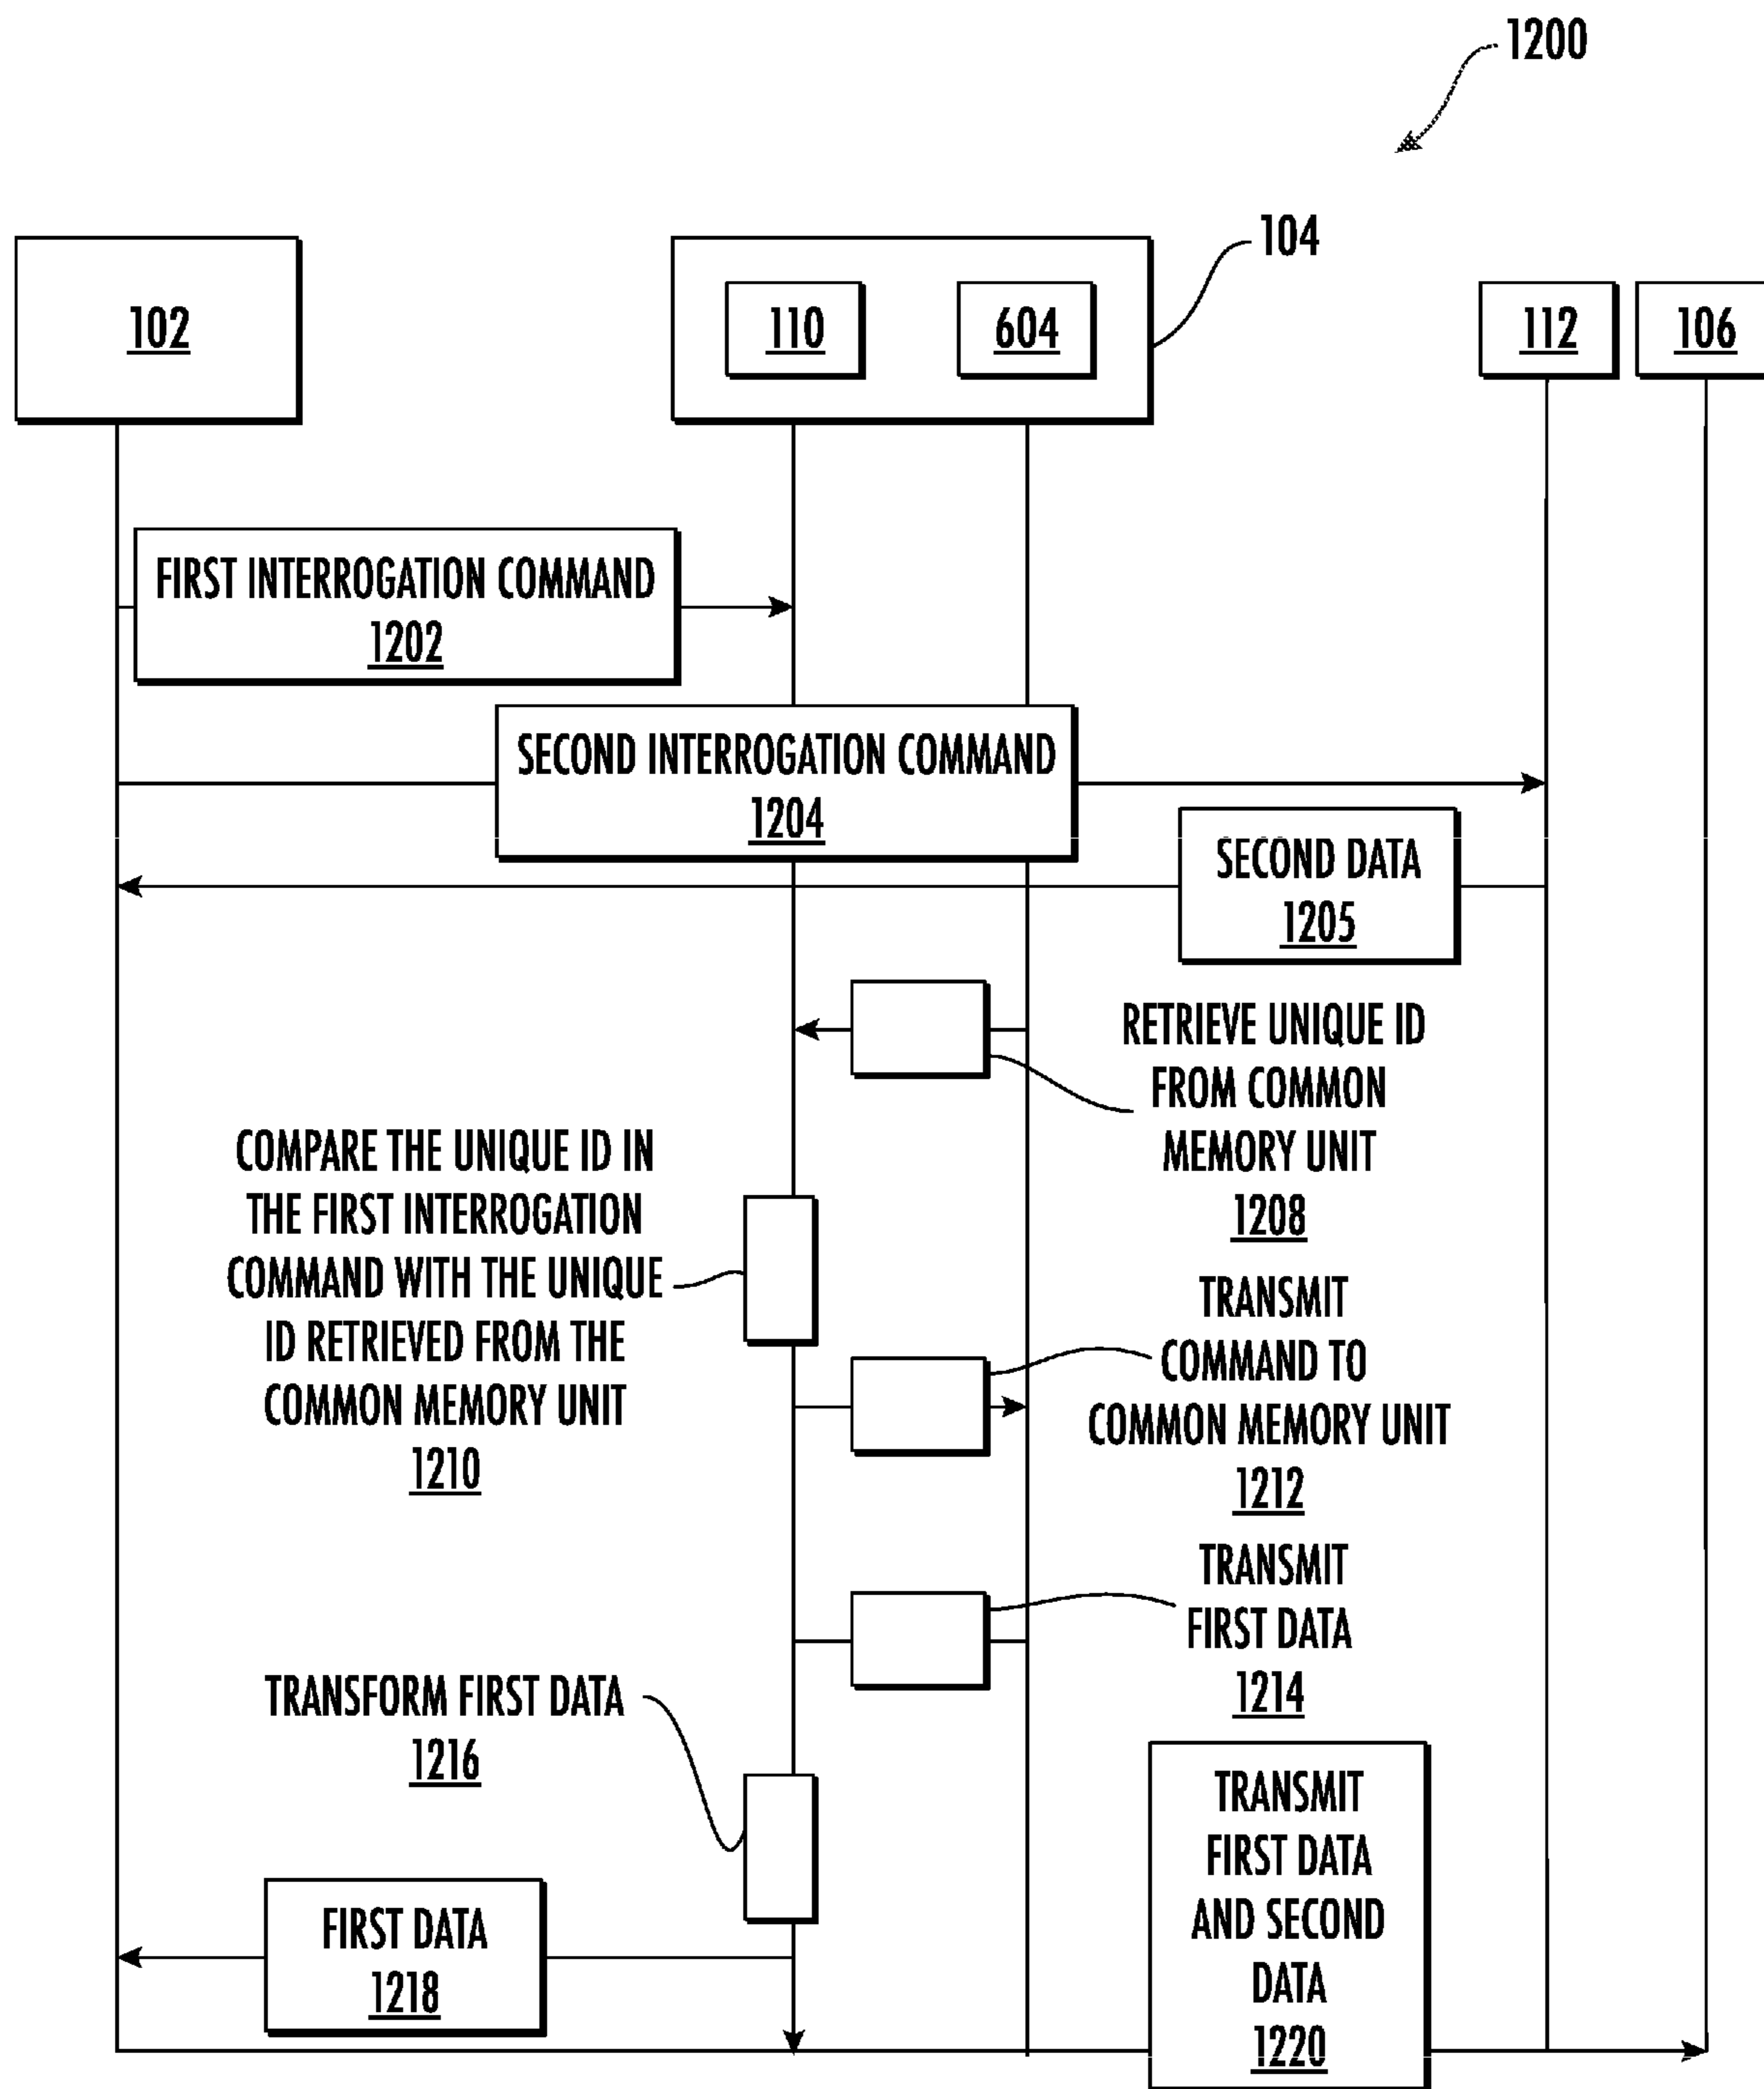 1200
104
102
110
604
112
106
FIRST INTERROGATION COMMAND
1202
SECOND INTERROGATION COMMAND
1204
SECOND DATA
1205
RETRIEVE UNIQUE ID
FROM COMMON
MEMORY UNIT
1208
COMPARE THE UNIQUE ID IN
THE FIRST INTERROGATION
COMMAND WITH THE UNIQUE
ID RETRIEVED FROM THE
COMMON MEMORY UNIT
1210
TRANSMIT
COMMAND TO
COMMON MEMORY UNIT
1212
TRANSMIT
FIRST DATA
1214
TRANSFORM FIRST DATA
1216
FIRST DATA
1218
TRANSMIT
FIRST DATA
AND SECOND
DATA
1220